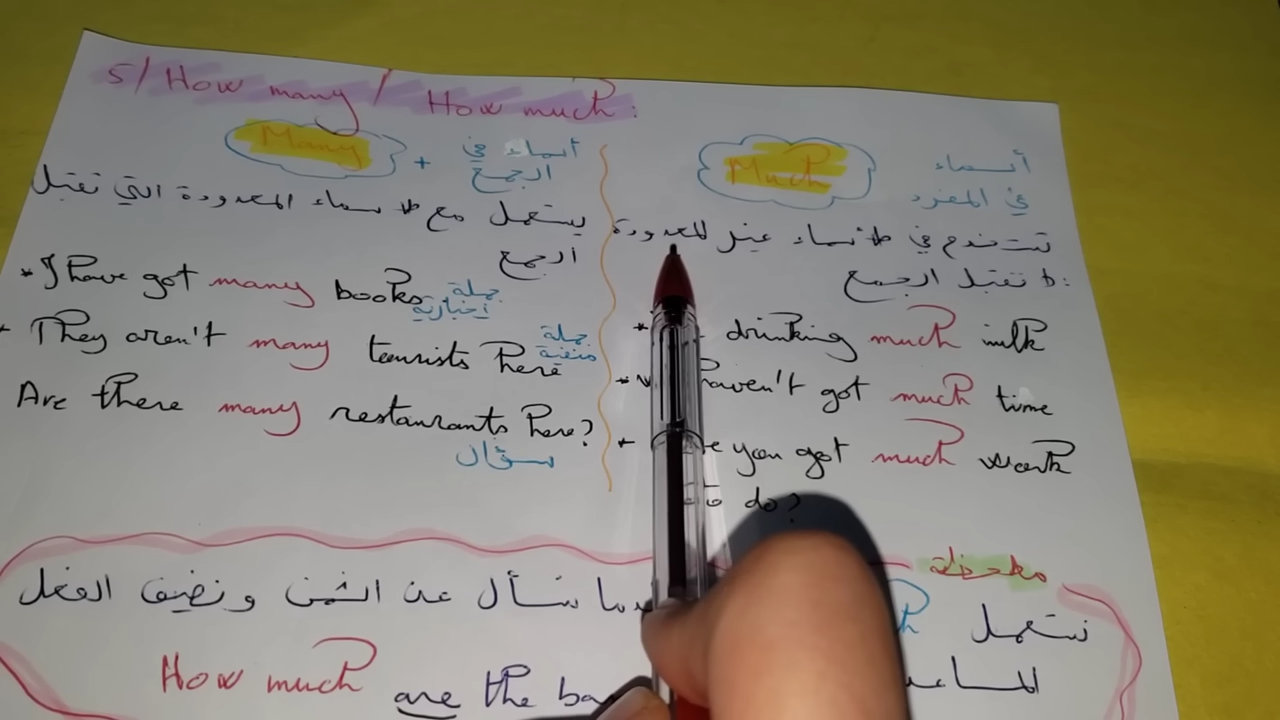 5/ How many / How much:
Many + أسماء في
الجمع
يستعمل مع الأسماء المعدودة التي تقبل
الجمع
* I have got many books جملة
إخبارية
They aren't many tourists here جملة
منفية
Are there many restaurants here?
سؤال
Much أسماء
في المفرد
تستخدم في الأسماء غير المعدودة
لا تقبل الجمع:
* drinking much milk
* haven't got much time
* you got much work
to do?
ملاحظة
نستعمل نسأل عن الثمن ونضيف الفعل
How much are the